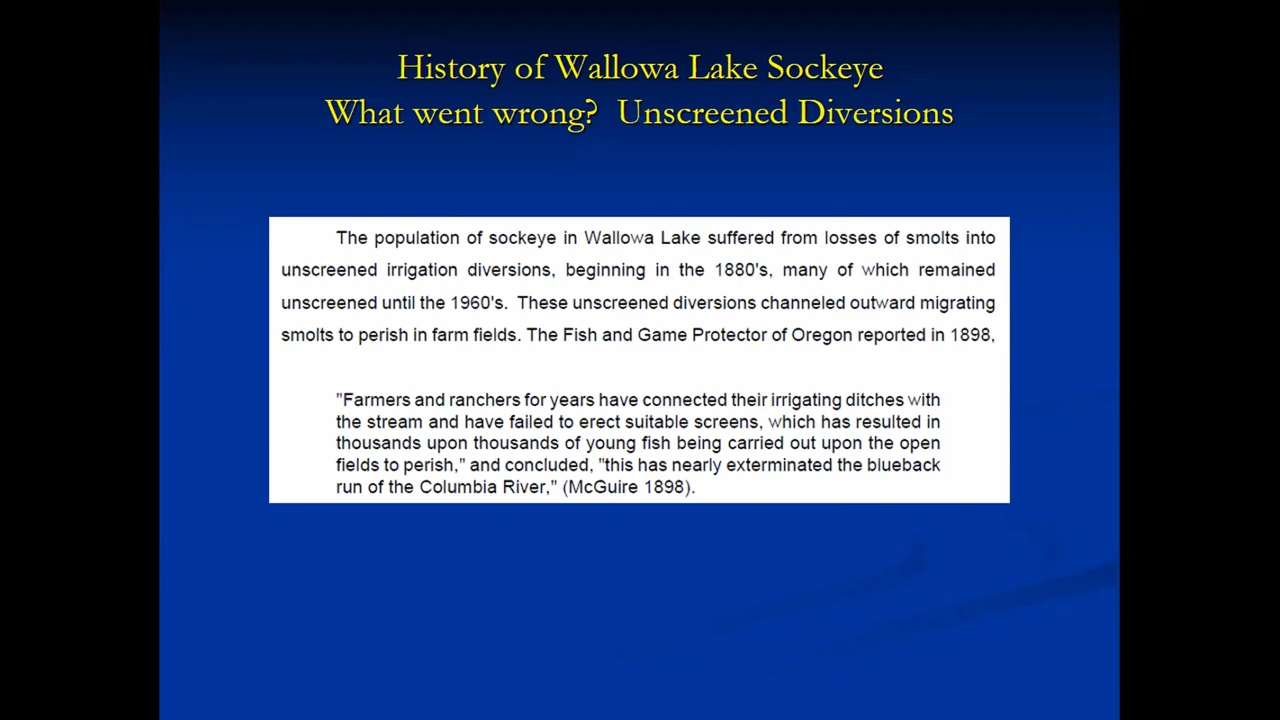 History of Wallowa Lake Sockeye
What went wrong?  Unscreened Diversions
The population of sockeye in Wallowa Lake suffered from losses of smolts into
unscreened irrigation diversions, beginning in the 1880's, many of which remained
unscreened until the 1960's.  These unscreened diversions channeled outward migrating
smolts to perish in farm fields. The Fish and Game Protector of Oregon reported in 1898,
"Farmers and ranchers for years have connected their irrigating ditches with
the stream and have failed to erect suitable screens, which has resulted in
thousands upon thousands of young fish being carried out upon the open
fields to perish," and concluded, "this has nearly exterminated the blueback
run of the Columbia River," (McGuire 1898).